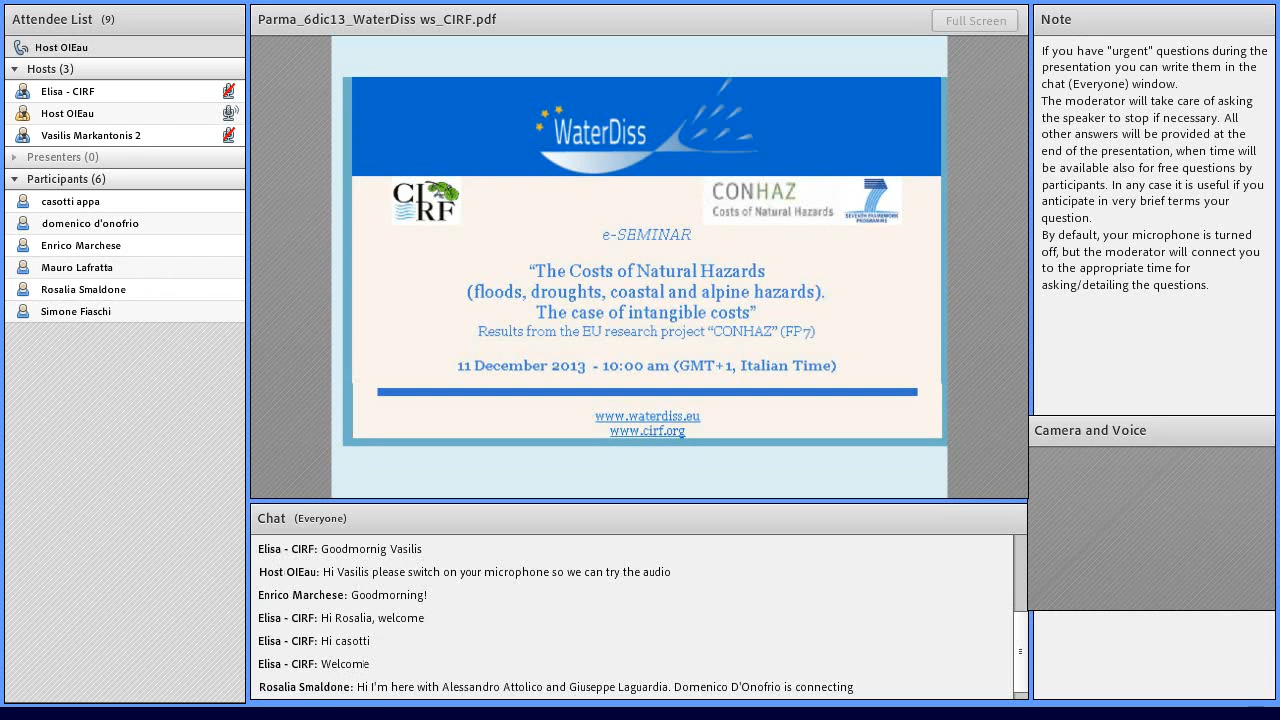 Attendee List (9)
Host OIEau
Hosts (3)
Elisa - CIRF
Host OIEau
Vasilis Markantonis 2
Presenters (0)
Participants (6)
casotti appa
domenico d'onofrio
Enrico Marchese
Mauro Lafratta
Rosalia Smaldone
Simone Fiaschi
Parma_6dic13_WaterDiss ws_CIRF.pdf
Full Screen
WaterDiss
CIRF
CONHAZ
Costs of Natural Hazards
SEVENTH FRAMEWORK
PROGRAMME
e-SEMINAR
“The Costs of Natural Hazards
(floods, droughts, coastal and alpine hazards).
The case of intangible costs”
Results from the EU research project “CONHAZ” (FP7)
11 December 2013 - 10:00 am (GMT+1, Italian Time)
www.waterdiss.eu
www.cirf.org
Chat (Everyone)
Elisa - CIRF: Goodmornig Vasilis
Host OIEau: Hi Vasilis please switch on your microphone so we can try the audio
Enrico Marchese: Goodmorning!
Elisa - CIRF: Hi Rosalia, welcome
Elisa - CIRF: Hi casotti
Elisa - CIRF: Welcome
Rosalia Smaldone: Hi I'm here with Alessandro Attolico and Giuseppe Laguardia. Domenico D'Onofrio is connecting
Note
If you have "urgent" questions during the
presentation you can write them in the
chat (Everyone) window.
The moderator will take care of asking
the speaker to stop if necessary. All
other answers will be provided at the
end of the presentation, when time will
be available also for free questions by
participants. In any case it is useful if you
anticipate in very brief terms your
question.
By default, your microphone is turned
off, but the moderator will connect you
to the appropriate time for
asking/detailing the questions.
Camera and Voice